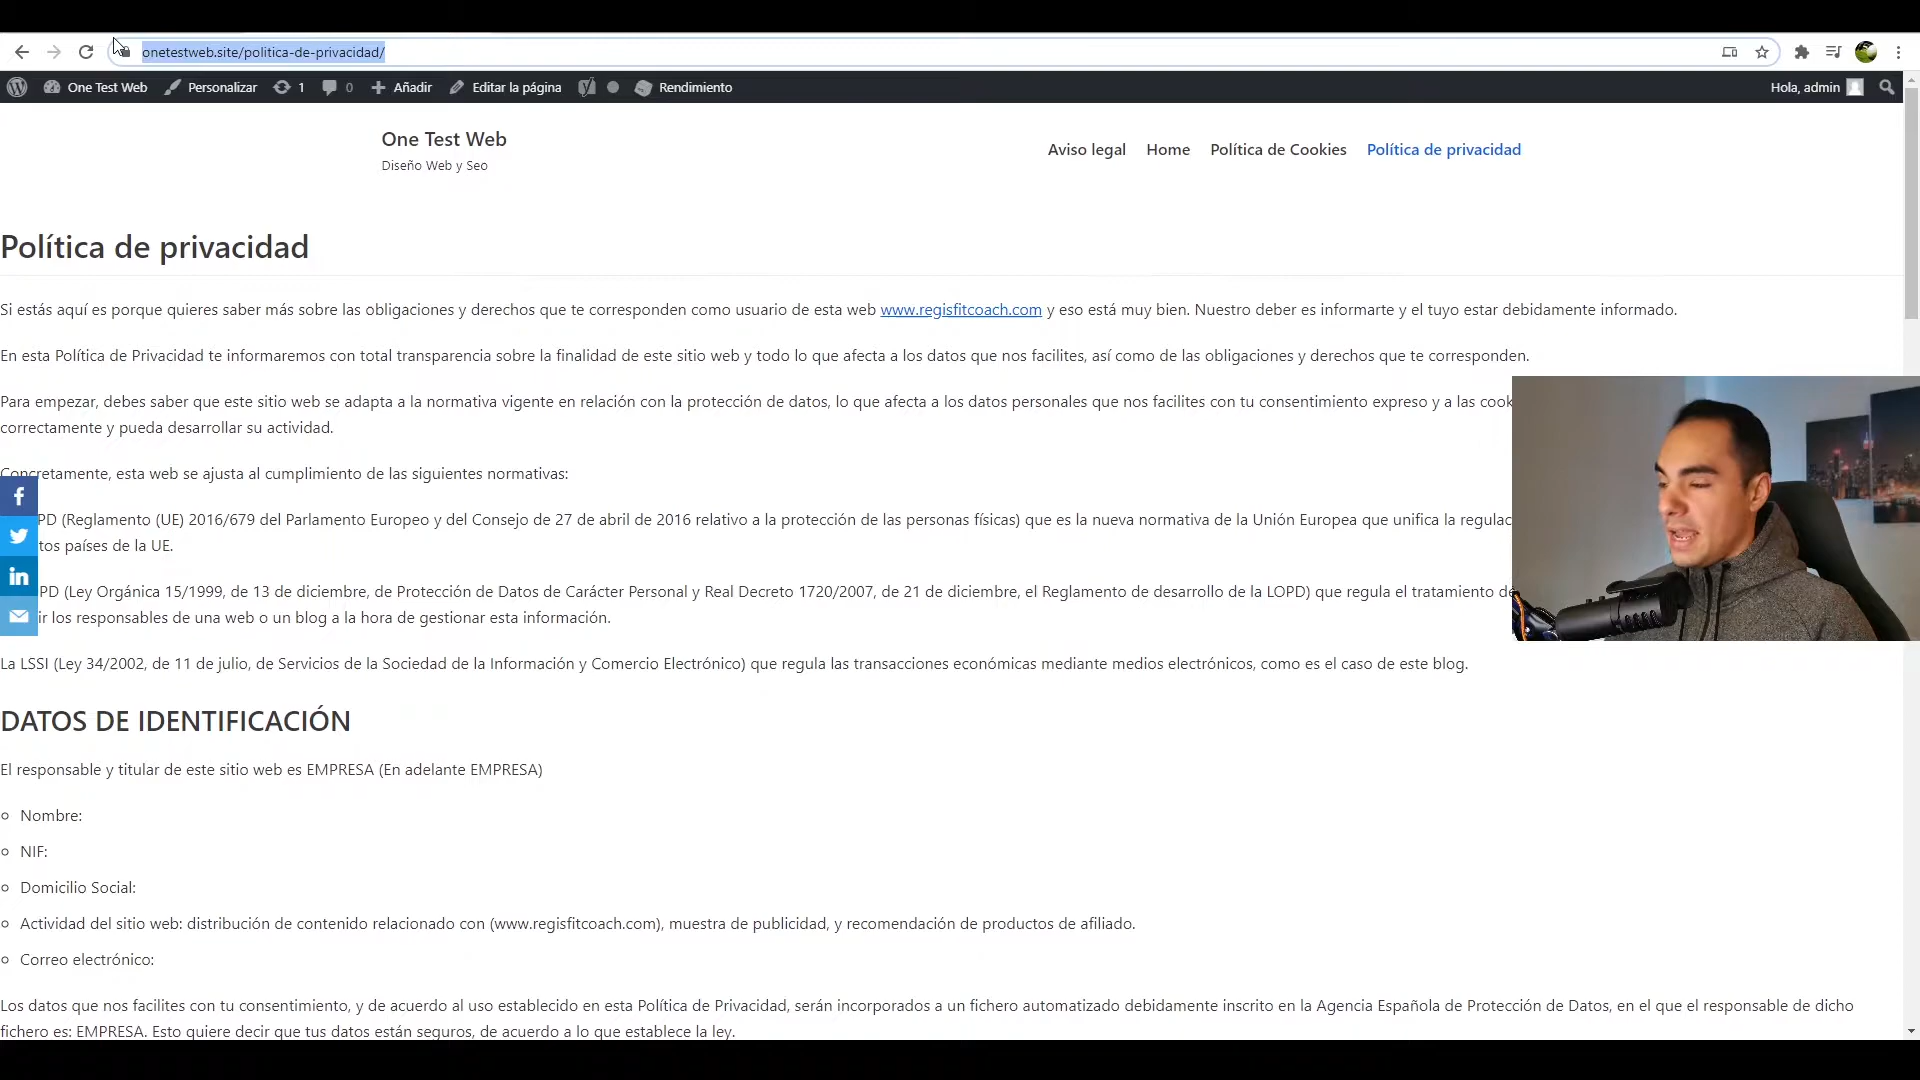 onetestweb.site/politica-de-privacidad/
One Test Web Personalizar 1 0 Añadir Editar la página Rendimiento Hola, admin
One Test Web
Diseño Web y Seo
Aviso legal Home Política de Cookies Política de privacidad
Política de privacidad
Si estás aquí es porque quieres saber más sobre las obligaciones y derechos que te corresponden como usuario de esta web www.regisfitcoach.com y eso está muy bien. Nuestro deber es informarte y el tuyo estar debidamente informado.
En esta Política de Privacidad te informaremos con total transparencia sobre la finalidad de este sitio web y todo lo que afecta a los datos que nos facilites, así como de las obligaciones y derechos que te corresponden.
Para empezar, debes saber que este sitio web se adapta a la normativa vigente en relación con la protección de datos, lo que afecta a los datos personales que nos facilites con tu consentimiento expreso y a las cook
correctamente y pueda desarrollar su actividad.
Concretamente, esta web se ajusta al cumplimiento de las siguientes normativas:
PD (Reglamento (UE) 2016/679 del Parlamento Europeo y del Consejo de 27 de abril de 2016 relativo a la protección de las personas físicas) que es la nueva normativa de la Unión Europea que unifica la regulac
tos países de la UE.
PD (Ley Orgánica 15/1999, de 13 de diciembre, de Protección de Datos de Carácter Personal y Real Decreto 1720/2007, de 21 de diciembre, el Reglamento de desarrollo de la LOPD) que regula el tratamiento de
ir los responsables de una web o un blog a la hora de gestionar esta información.
La LSSI (Ley 34/2002, de 11 de julio, de Servicios de la Sociedad de la Información y Comercio Electrónico) que regula las transacciones económicas mediante medios electrónicos, como es el caso de este blog.
DATOS DE IDENTIFICACIÓN
El responsable y titular de este sitio web es EMPRESA (En adelante EMPRESA)
Nombre:
NIF:
Domicilio Social:
Actividad del sitio web: distribución de contenido relacionado con (www.regisfitcoach.com), muestra de publicidad, y recomendación de productos de afiliado.
Correo electrónico:
Los datos que nos facilites con tu consentimiento, y de acuerdo al uso establecido en esta Política de Privacidad, serán incorporados a un fichero automatizado debidamente inscrito en la Agencia Española de Protección de Datos, en el que el responsable de dicho
fichero es: EMPRESA. Esto quiere decir que tus datos están seguros, de acuerdo a lo que establece la ley.